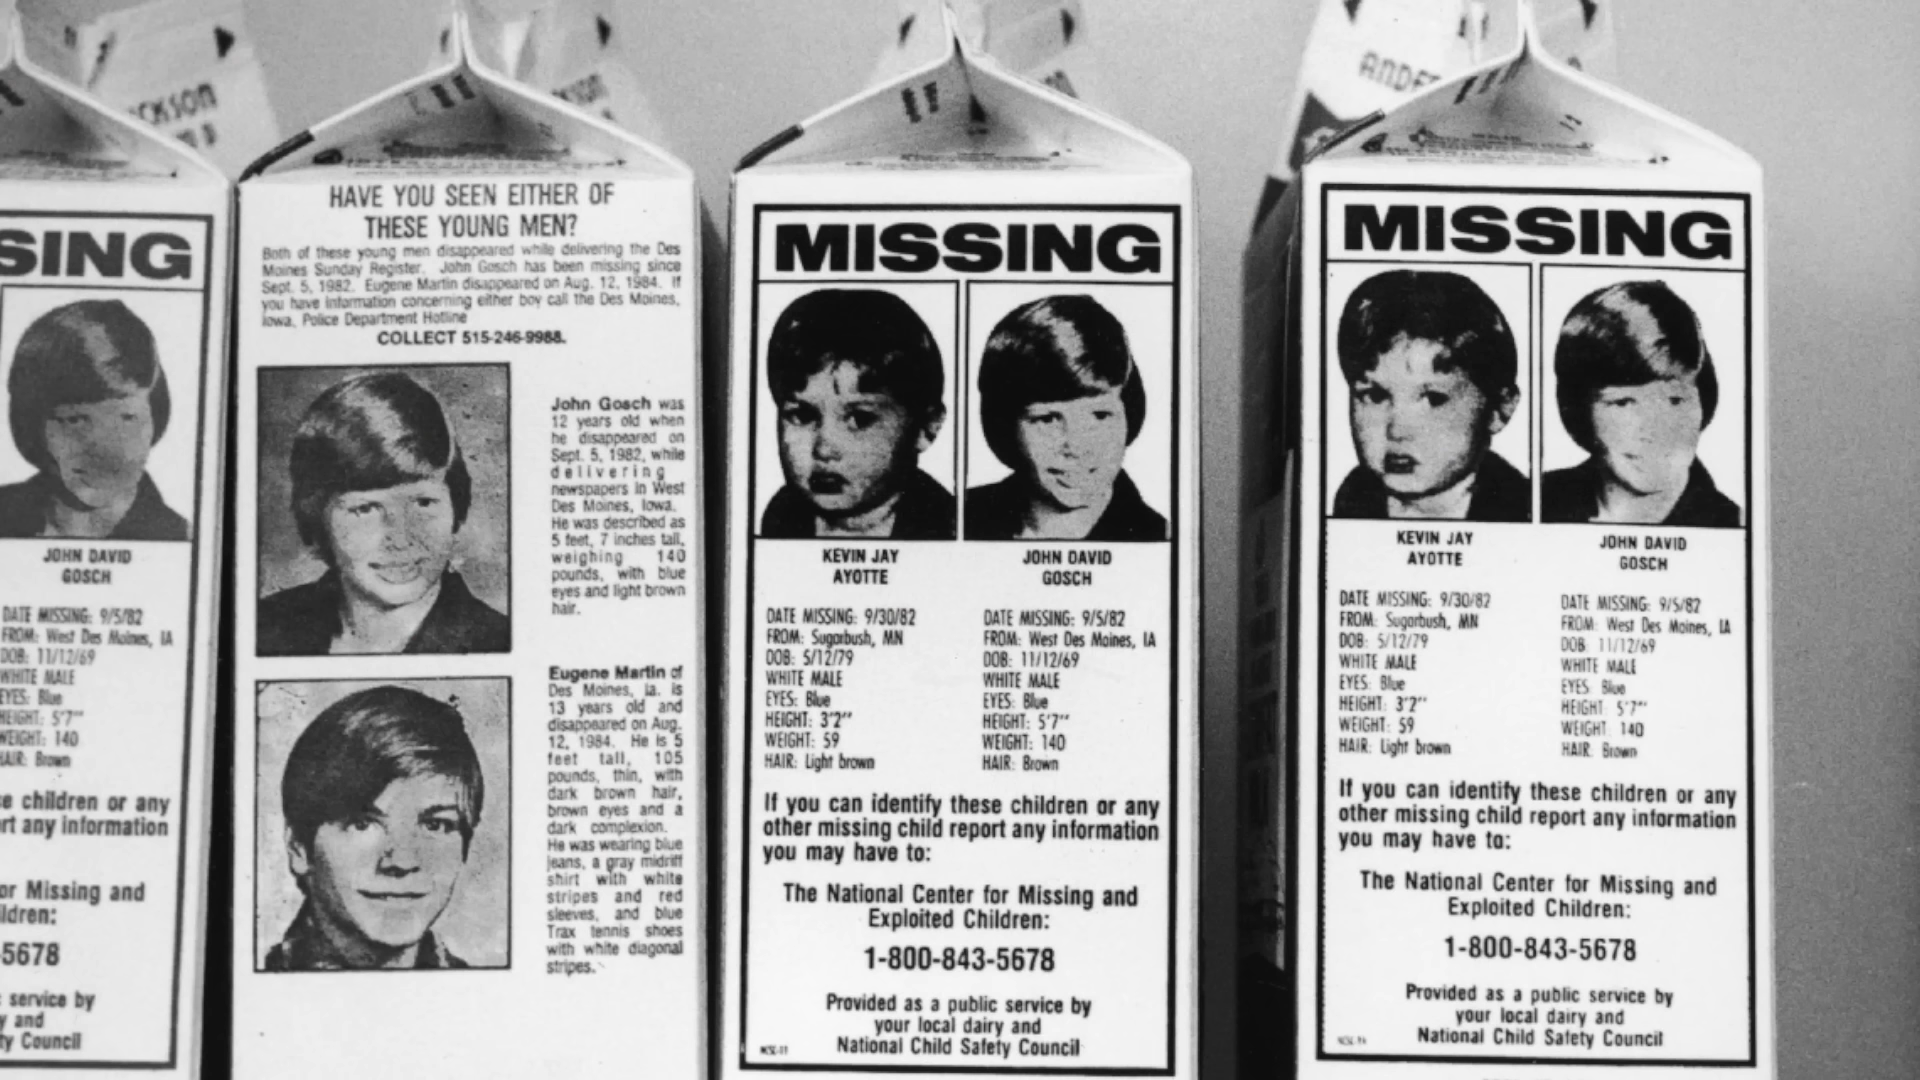 CKSON
SING
JOHN DAVID
GOSCH
DATE MISSING: 9/5/82
FROM: West Des Moines, IA
DOB: 11/12/69
WHITE MALE
EYES: Blue
HEIGHT: 5'7"
WEIGHT: 140
HAIR: Brown
e children or any
rt any information
or Missing and
ildren:
-5678
service by
y and
ty Council
HAVE YOU SEEN EITHER OF
THESE YOUNG MEN?
Both of these young men disappeared while delivering the Des
Moines Sunday Register. John Gosch has been missing since
Sept. 5, 1982. Eugene Martin disappeared on Aug. 12, 1984. If
you have information concerning either boy call the Des Moines,
Iowa, Police Department Hotline
COLLECT 515-246-9988.
John Gosch was
12 years old when
he disappeared on
Sept. 5, 1982, while
delivering
newspapers in West
Des Moines, Iowa.
He was described as
5 feet, 7 inches tall,
weighing 140
pounds, with blue
eyes and light brown
hair.
Eugene Martin of
Des Moines, Ia. is
13 years old and
disappeared on Aug.
12, 1984. He is 5
feet tall, 105
pounds, thin, with
dark brown hair,
brown eyes and a
dark complexion.
He was wearing blue
jeans, a gray midriff
shirt with white
stripes and red
sleeves, and blue
Trax tennis shoes
with white diagonal
stripes.
MISSING
KEVIN JAY
AYOTTE
DATE MISSING: 9/30/82
FROM: Sugarbush, MN
DOB: 5/12/79
WHITE MALE
EYES: Blue
HEIGHT: 3'2"
WEIGHT: 59
HAIR: Light brown
JOHN DAVID
GOSCH
DATE MISSING: 9/5/82
FROM: West Des Moines, IA
DOB: 11/12/69
WHITE MALE
EYES: Blue
HEIGHT: 5'7"
WEIGHT: 140
HAIR: Brown
If you can identify these children or any
other missing child report any information
you may have to:
The National Center for Missing and
Exploited Children:
1-800-843-5678
Provided as a public service by
your local dairy and
National Child Safety Council
ANDE
MISSING
KEVIN JAY
AYOTTE
DATE MISSING: 9/30/82
FROM: Sugarbush, MN
DOB: 5/12/79
WHITE MALE
EYES: Blue
HEIGHT: 3'2"
WEIGHT: 59
HAIR: Light brown
JOHN DAVID
GOSCH
DATE MISSING: 9/5/82
FROM: West Des Moines, IA
DOB: 11/12/69
WHITE MALE
EYES: Blue
HEIGHT: 5'7"
WEIGHT: 140
HAIR: Brown
If you can identify these children or any
other missing child report any information
you may have to:
The National Center for Missing and
Exploited Children:
1-800-843-5678
Provided as a public service by
your local dairy and
National Child Safety Council